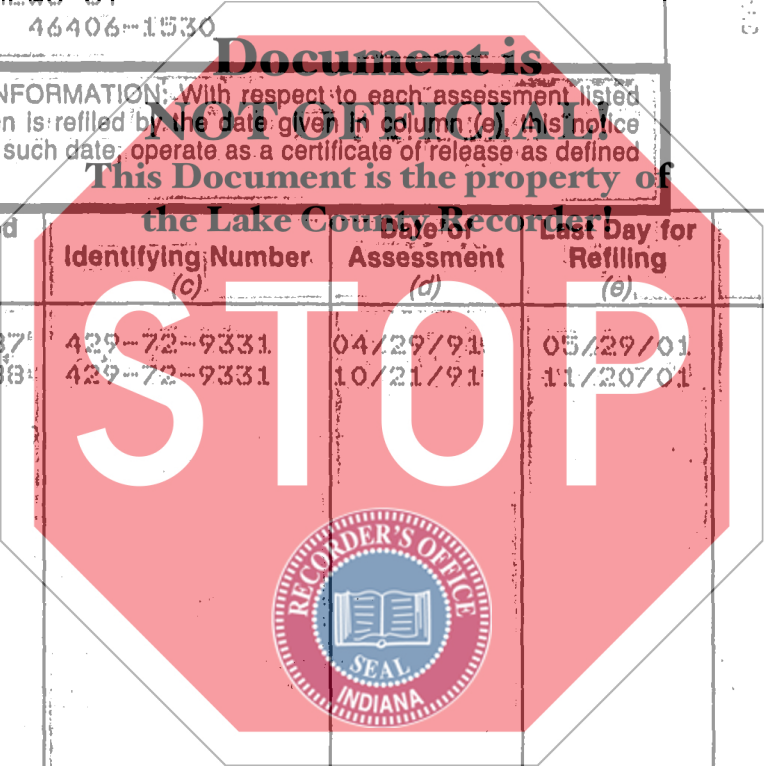 46406-1530
Document is
NFORMATION: With respect to each assessment listed
NOT OFFICIAL!
n is refiled by the date given in column (e), this notice
such date, operate as a certificate of release as defined
This Document is the property of
the Lake County Recorder!
d Identifying Number (c) Date of Assessment (d) Last Day for Refiling (e)
87 429-72-9331 04/29/91 05/29/01
88 429-72-9331 10/21/91 11/20/01
STOP
RECORDER'S OFFICE
SEAL
INDIANA